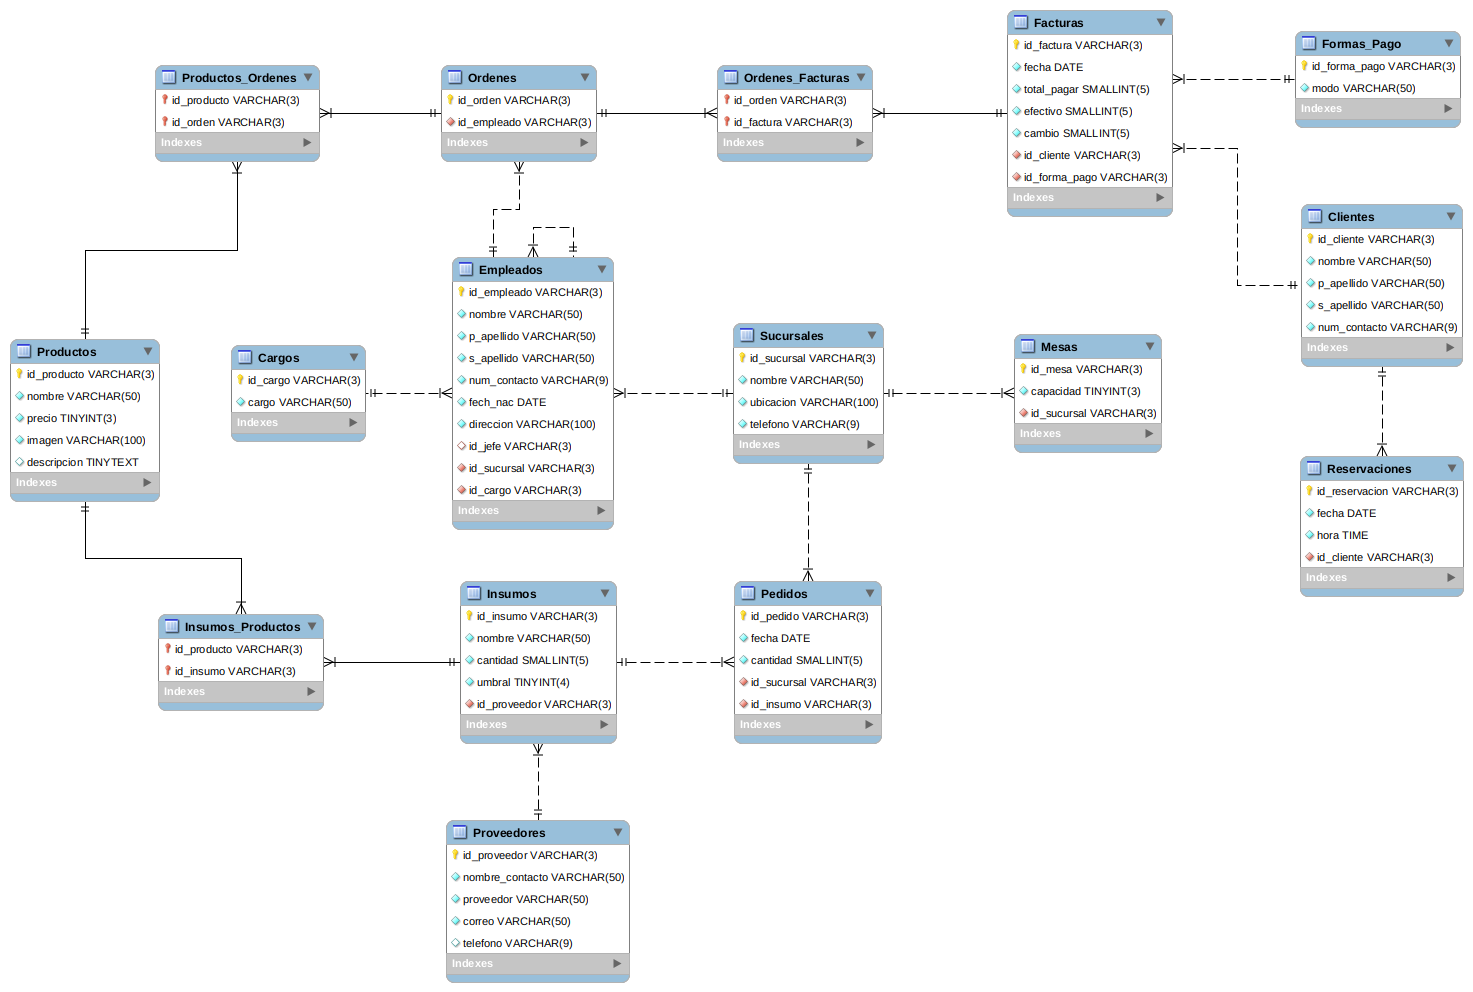 Productos_Ordenes
id_producto VARCHAR(3)
id_orden VARCHAR(3)
Indexes
Ordenes
id_orden VARCHAR(3)
id_empleado VARCHAR(3)
Indexes
Ordenes_Facturas
id_orden VARCHAR(3)
id_factura VARCHAR(3)
Indexes
Facturas
id_factura VARCHAR(3)
fecha DATE
total_pagar SMALLINT(5)
efectivo SMALLINT(5)
cambio SMALLINT(5)
id_cliente VARCHAR(3)
id_forma_pago VARCHAR(3)
Indexes
Formas_Pago
id_forma_pago VARCHAR(3)
modo VARCHAR(50)
Indexes
Clientes
id_cliente VARCHAR(3)
nombre VARCHAR(50)
p_apellido VARCHAR(50)
s_apellido VARCHAR(50)
num_contacto VARCHAR(9)
Indexes
Productos
id_producto VARCHAR(3)
nombre VARCHAR(50)
precio TINYINT(3)
imagen VARCHAR(100)
descripcion TINYTEXT
Indexes
Cargos
id_cargo VARCHAR(3)
cargo VARCHAR(50)
Indexes
Empleados
id_empleado VARCHAR(3)
nombre VARCHAR(50)
p_apellido VARCHAR(50)
s_apellido VARCHAR(50)
num_contacto VARCHAR(9)
fech_nac DATE
direccion VARCHAR(100)
id_jefe VARCHAR(3)
id_sucursal VARCHAR(3)
id_cargo VARCHAR(3)
Indexes
Sucursales
id_sucursal VARCHAR(3)
nombre VARCHAR(50)
ubicacion VARCHAR(100)
telefono VARCHAR(9)
Indexes
Mesas
id_mesa VARCHAR(3)
capacidad TINYINT(3)
id_sucursal VARCHAR(3)
Indexes
Reservaciones
id_reservacion VARCHAR(3)
fecha DATE
hora TIME
id_cliente VARCHAR(3)
Indexes
Insumos_Productos
id_producto VARCHAR(3)
id_insumo VARCHAR(3)
Indexes
Insumos
id_insumo VARCHAR(3)
nombre VARCHAR(50)
cantidad SMALLINT(5)
umbral TINYINT(4)
id_proveedor VARCHAR(3)
Indexes
Pedidos
id_pedido VARCHAR(3)
fecha DATE
cantidad SMALLINT(5)
id_sucursal VARCHAR(3)
id_insumo VARCHAR(3)
Indexes
Proveedores
id_proveedor VARCHAR(3)
nombre_contacto VARCHAR(50)
proveedor VARCHAR(50)
correo VARCHAR(50)
telefono VARCHAR(9)
Indexes